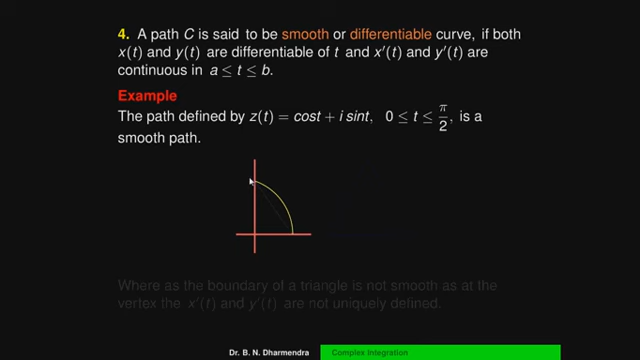 4. A path C is said to be smooth or differentiable curve, if both
x(t) and y(t) are differentiable of t and x′(t) and y′(t) are
continuous in a ≤ t ≤ b.
Example
The path defined by z(t) = cost + i sint, 0 ≤ t ≤ π/2, is a
smooth path.
Where as the boundary of a triangle is not smooth as at the
vertex the x′(t) and y′(t) are not uniquely defined.
Dr. B. N. Dharmendra
Complex Integration